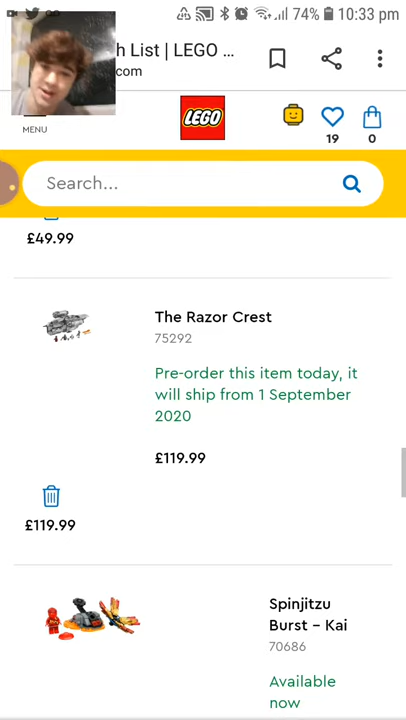 74% 10:33 pm
h List | LEGO ...
com
MENU
LEGO
19
0
Search...
£49.99
The Razor Crest
75292
Pre-order this item today, it
will ship from 1 September
2020
£119.99
£119.99
Spinjitzu
Burst – Kai
70686
Available
now